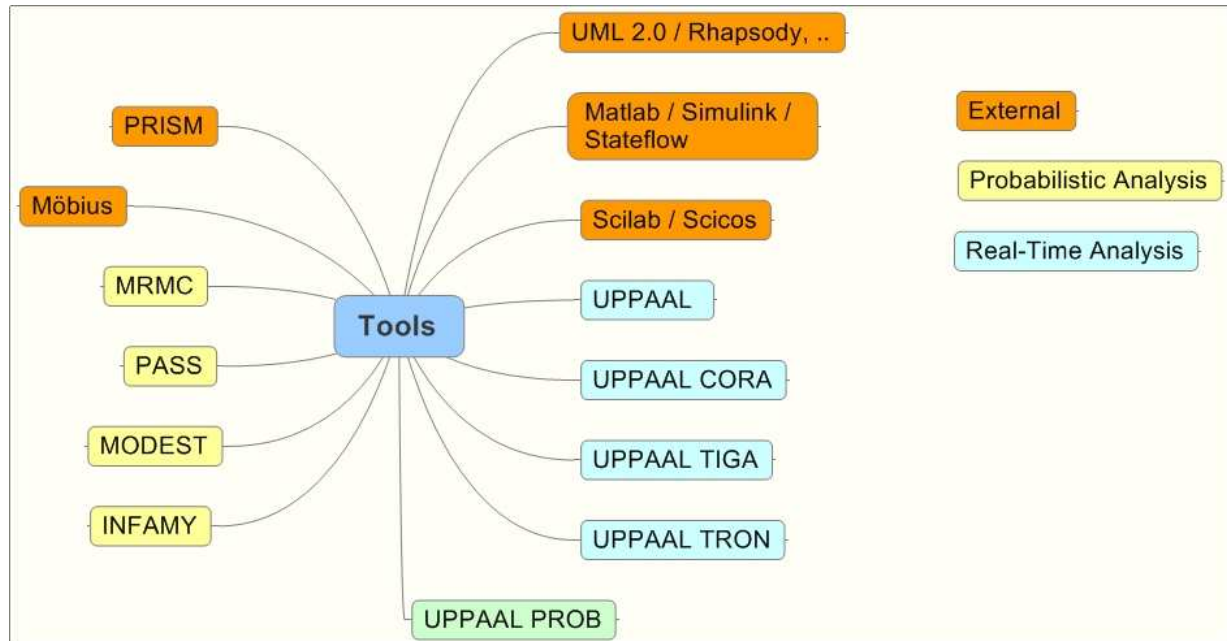 UML 2.0 / Rhapsody, ..
PRISM
Matlab / Simulink /
Stateflow
External
Möbius
Scilab / Scicos
Probabilistic Analysis
Real-Time Analysis
MRMC
UPPAAL
Tools
PASS
UPPAAL CORA
MODEST
UPPAAL TIGA
INFAMY
UPPAAL TRON
UPPAAL PROB